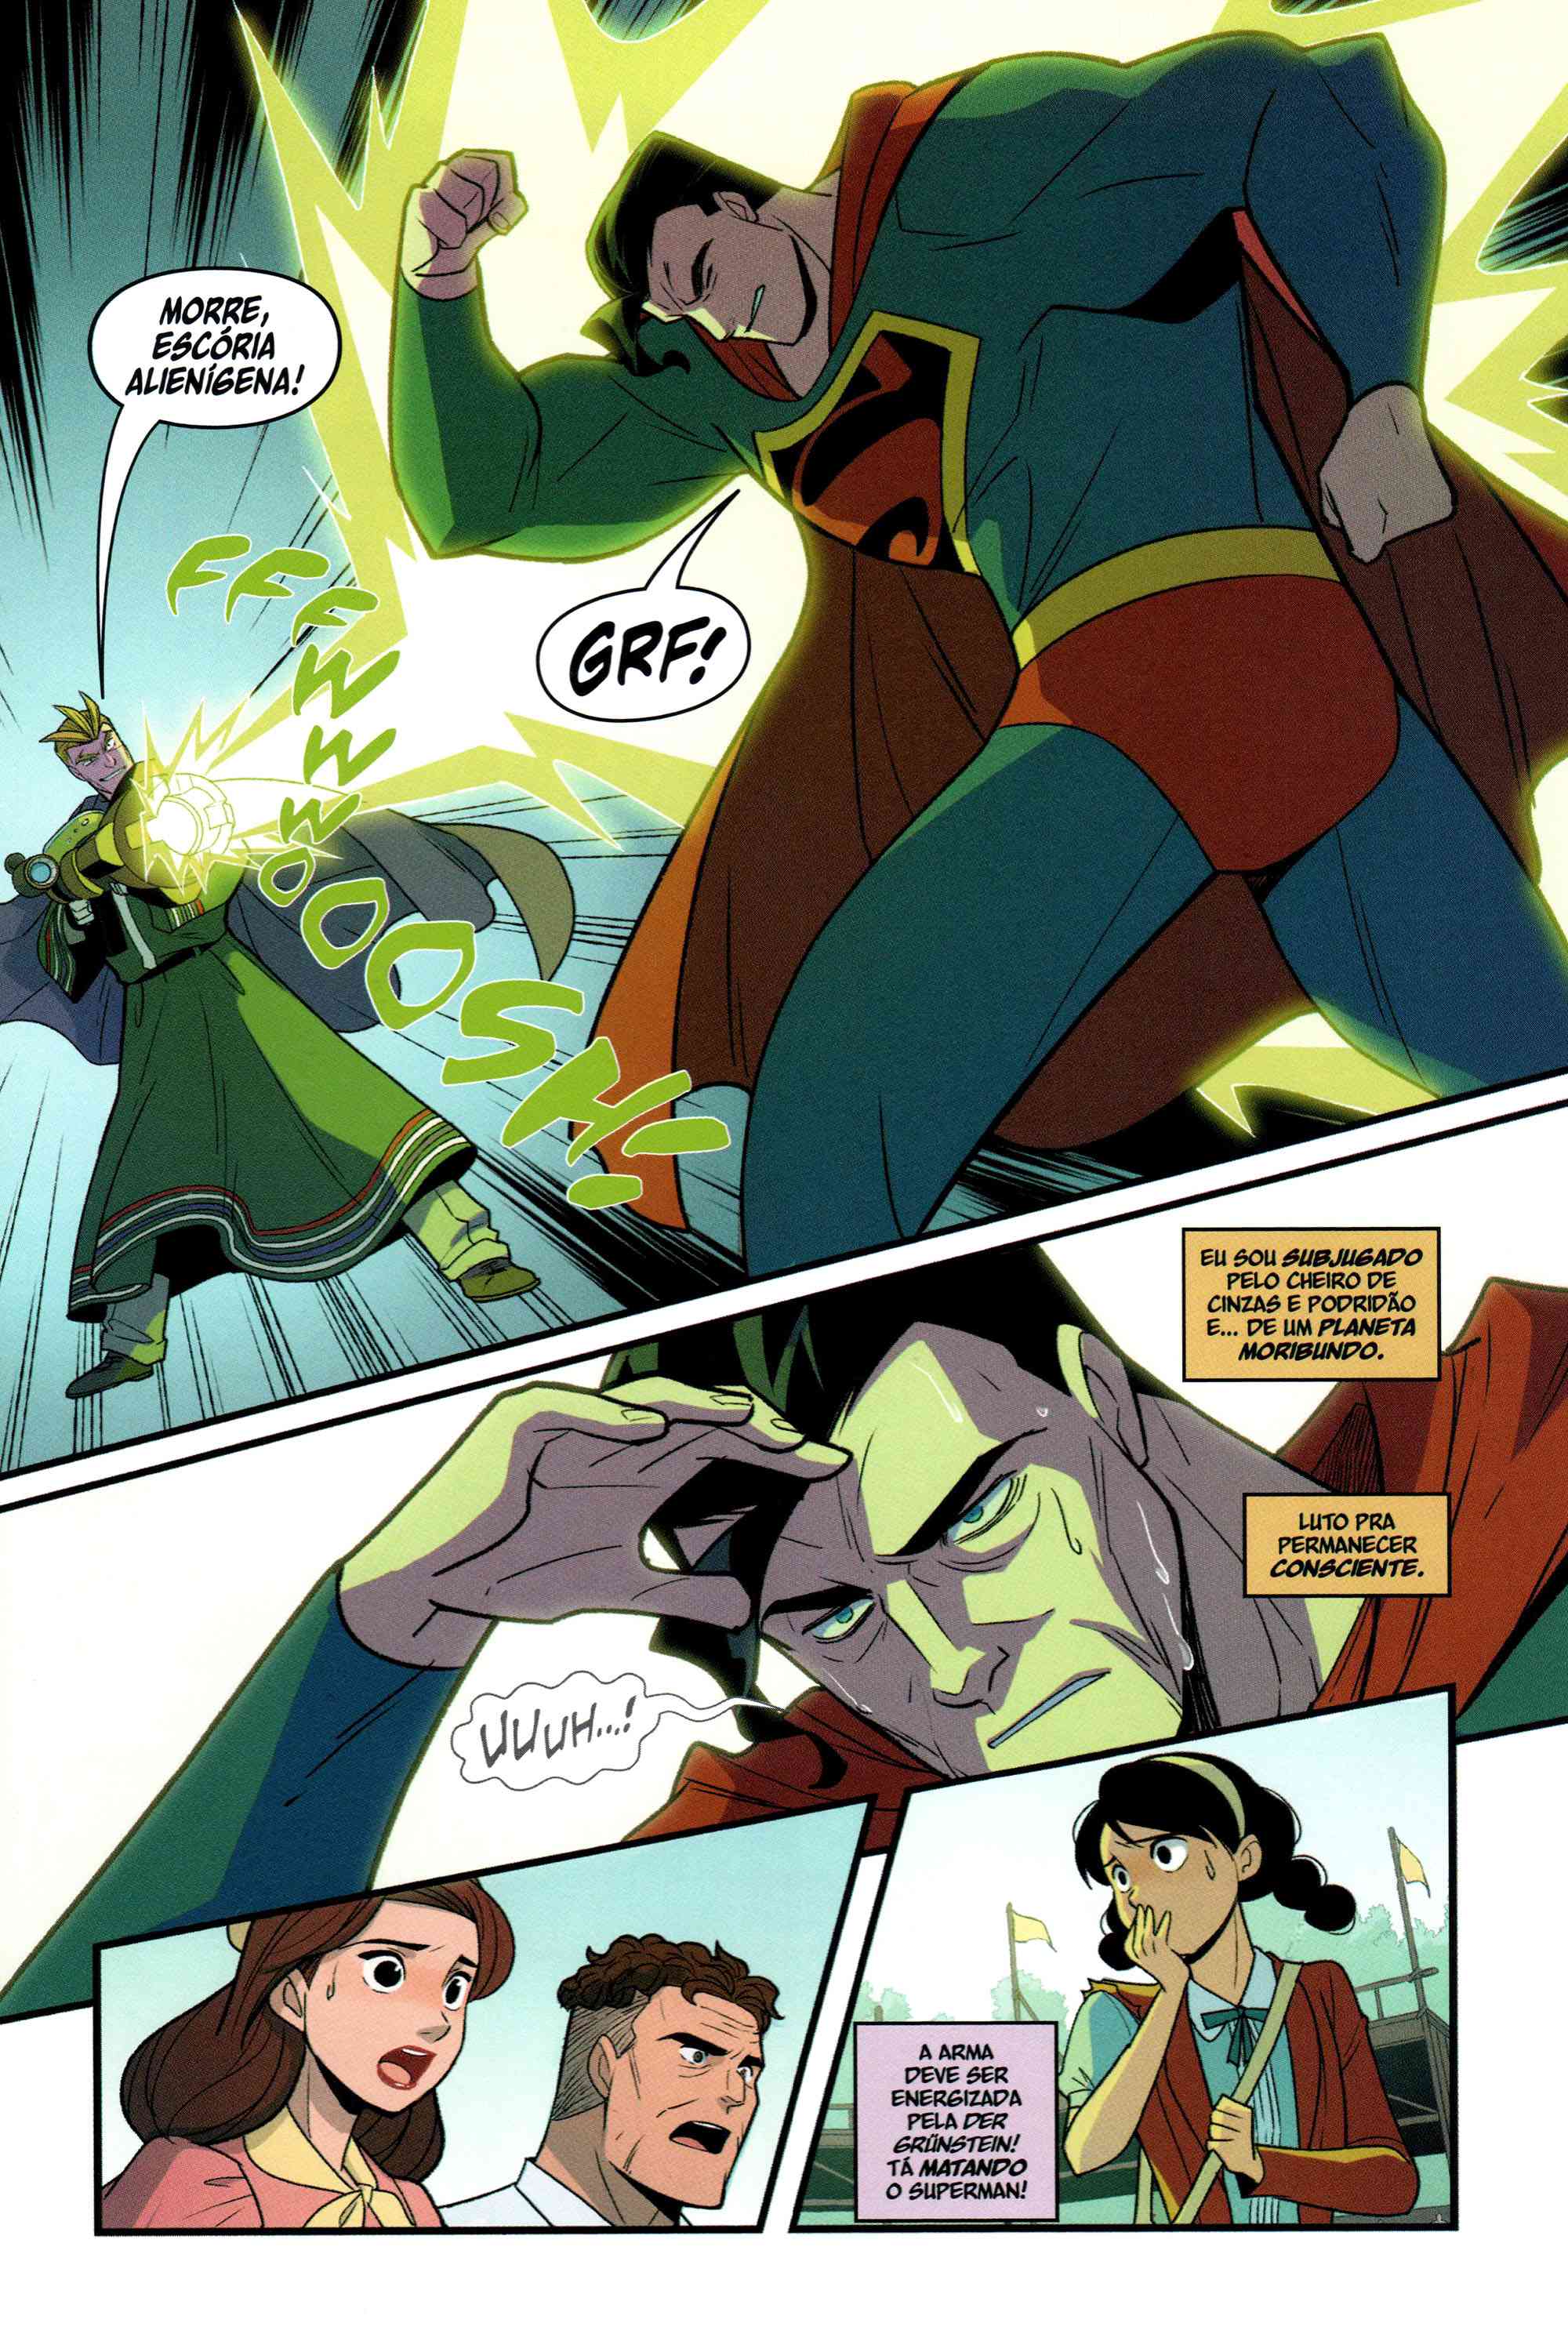 MORRE,
ESCÓRIA
ALIENÍGENA!
FFFWWWOOOOSH!
GRF!
EU SOU SUBJUGADO
PELO CHEIRO DE
CINZAS E PODRIDÃO
E... DE UM PLANETA
MORIBUNDO.
LUTO PRA
PERMANECER
CONSCIENTE.
UUUH...!
A ARMA
DEVE SER
ENERGIZADA
PELA DER
GRÜNSTEIN!
TÁ MATANDO
O SUPERMAN!